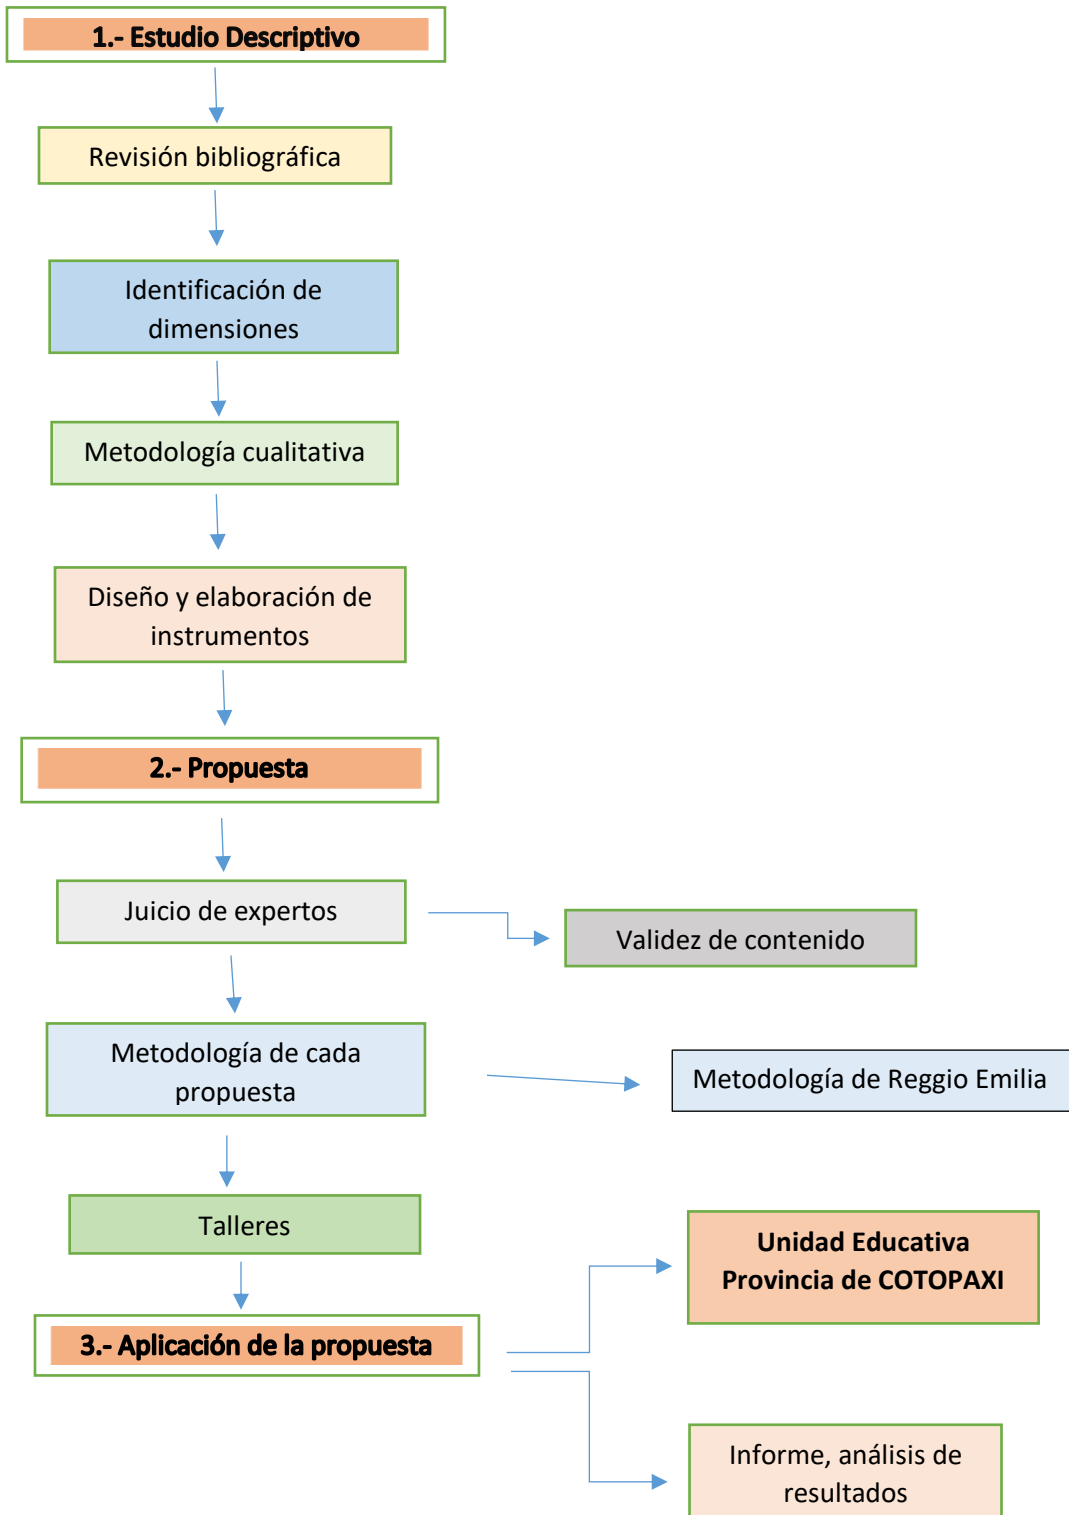 1.- Estudio Descriptivo
Revisión bibliográfica
Identificación de
dimensiones
Metodología cualitativa
Diseño y elaboración de
instrumentos
2.- Propuesta
Juicio de expertos
Validez de contenido
Metodología de cada
propuesta
Metodología de Reggio Emilia
Talleres
Unidad Educativa
Provincia de COTOPAXI
3.- Aplicación de la propuesta
Informe, análisis de
resultados